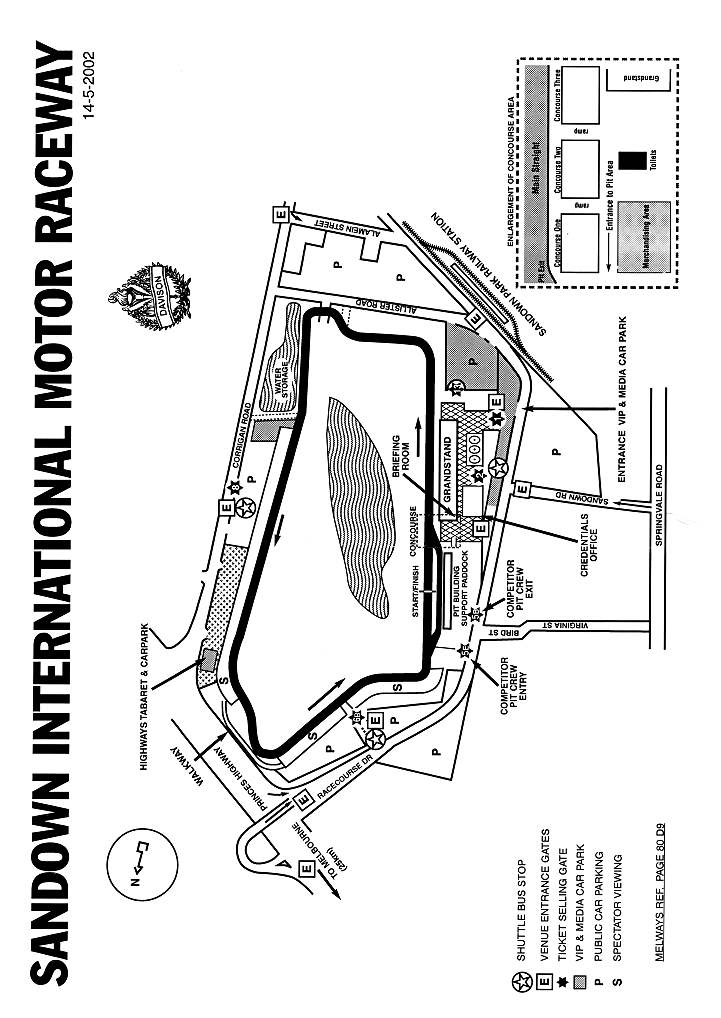 SANDOWN INTERNATIONAL MOTOR RACEWAY
14-5-2002
DAVISON
ENLARGEMENT OF CONCOURSE AREA
Pit Exit
Main Straight
Concourse One
ramp
Concourse Two
ramp
Concourse Three
Entrance to Pit Area
Merchandising Area
Toilets
Grandstand
E
ALAMEIN STREET
P
P
SANDOWN PARK RAILWAY STATION
ALLISTER ROAD
E
WATER STORAGE
CORRIGAN ROAD
P
E
P
E
BRIEFING
ROOM
GRANDSTAND
ENTRANCE VIP & MEDIA CAR PARK
P
E
SANDOWN RD
SPRINGVALE ROAD
E
CREDENTIALS
OFFICE
CONCOURSE
START/FINISH
PIT BUILDING
SUPPORT PADDOCK
COMPETITOR
PIT CREW
EXIT
BIRD ST
VIRGINIA ST
COMPETITOR
PIT CREW
ENTRY
HIGHWAYS TABARET & CARPARK
S
S
S
WALKWAY
PRINCES HIGHWAY
P
E
P
P
RACECOURSE DR
E
MELBOURNE
TO
(25km)
E
N
SHUTTLE BUS STOP
E VENUE ENTRANCE GATES
TICKET SELLING GATE
VIP & MEDIA CAR PARK
P PUBLIC CAR PARKING
S SPECTATOR VIEWING
MELWAYS REF. PAGE 80 D9